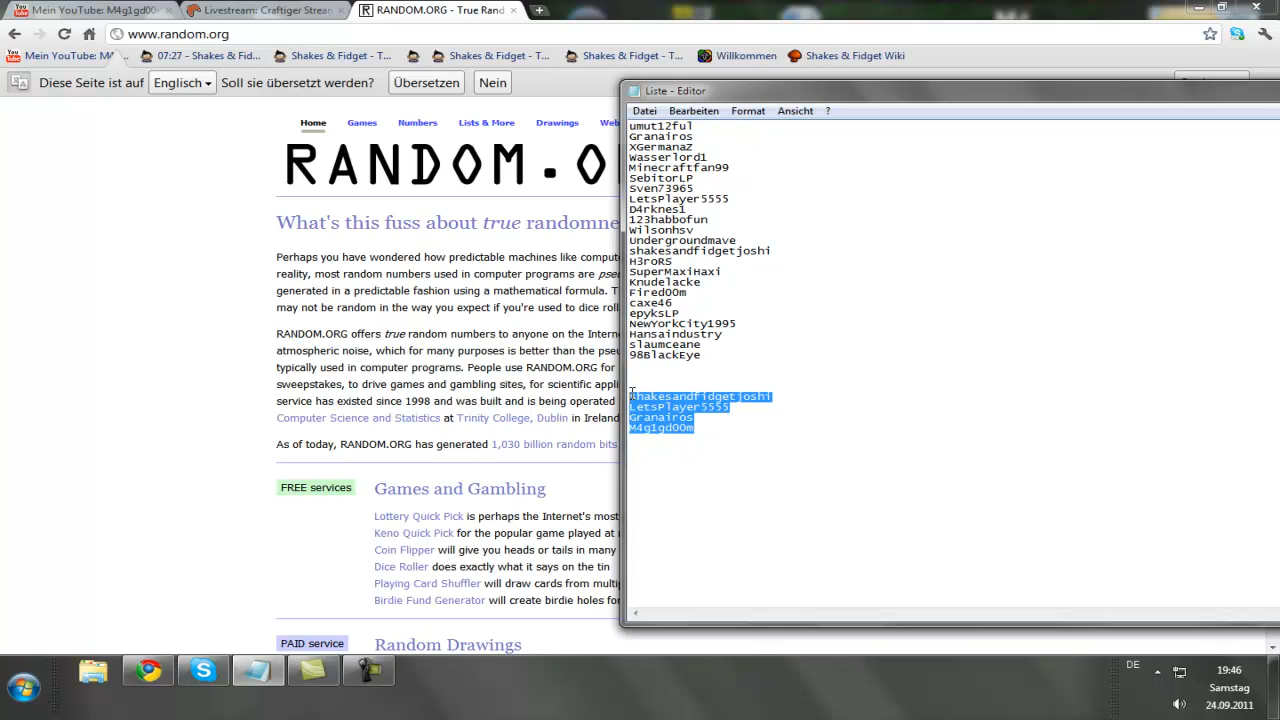 Mein YouTube: M4g1gd00m
Livestream: Craftiger Stream
RANDOM.ORG - True Rand
www.random.org
Mein YouTube: M4
07:27 - Shakes & Fid...
Shakes & Fidget - T...
Shakes & Fidget - T...
Shakes & Fidget - T...
Willkommen
Shakes & Fidget Wiki
Diese Seite ist auf
Englisch
Soll sie übersetzt werden?
Übersetzen
Nein
Home
Games
Numbers
Lists & More
Drawings
Web
RANDOM.O
What's this fuss about true randomne
Perhaps you have wondered how predictable machines like compute
reality, most random numbers used in computer programs are pseu
generated in a predictable fashion using a mathematical formula. T
may not be random in the way you expect if you're used to dice roll
RANDOM.ORG offers true random numbers to anyone on the Intern
atmospheric noise, which for many purposes is better than the pseu
typically used in computer programs. People use RANDOM.ORG for
sweepstakes, to drive games and gambling sites, for scientific appli
service has existed since 1998 and was built and is being operated
Computer Science and Statistics at Trinity College, Dublin in Ireland
As of today, RANDOM.ORG has generated 1,030 billion random bits
FREE services
Games and Gambling
Lottery Quick Pick is perhaps the Internet's most
Keno Quick Pick for the popular game played at
Coin Flipper will give you heads or tails in many
Dice Roller does exactly what it says on the tin
Playing Card Shuffler will draw cards from multip
Birdie Fund Generator will create birdie holes for
PAID service
Random Drawings
Liste - Editor
Datei
Bearbeiten
Format
Ansicht
?
umut12ful
Granairos
XGermanaZ
Wasserlord1
Minecraftfan99
SebitorLP
Sven73965
LetsPlayer5555
D4rknes1
123habbofun
Wilsonhsv
Undergroundmave
shakesandfidgetjoshi
H3roRS
SuperMaxiHaxi
Knudelacke
Fired00m
caxe46
epyksLP
NewYorkCity1995
Hansaindustry
slaumceane
98BlackEye
shakesandfidgetjoshi
LetsPlayer5555
Granairos
M4g1gd00m
DE
19:46
Samstag
24.09.2011